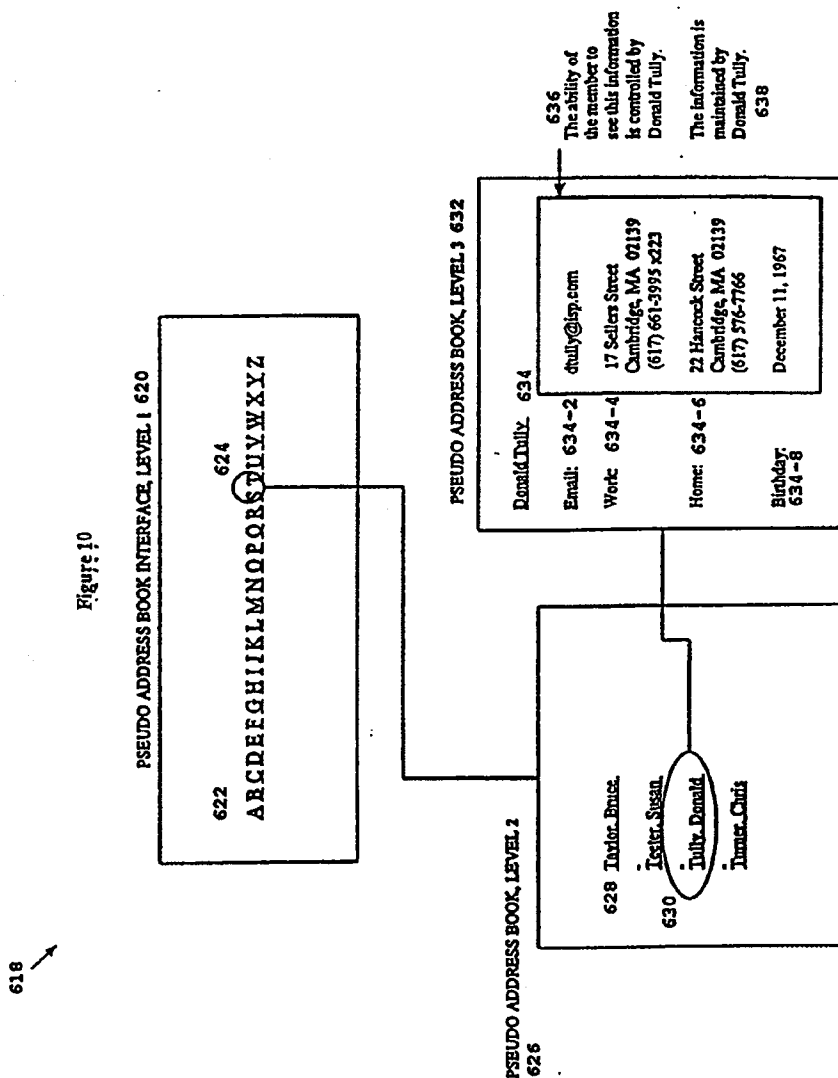 618
Figure 10
PSEUDO ADDRESS BOOK INTERFACE, LEVEL 1 620
622
624
A B C D E F G H I J K L M N O P Q R S T U V W X Y Z
PSEUDO ADDRESS BOOK, LEVEL 2
626
628 Taylor, Bruce
Teeter, Susan
630
Tully, Donald
Turner, Chris
PSEUDO ADDRESS BOOK, LEVEL 3 632
Donald Tully 634
Email: 634-2 dtully@isp.com
Work: 634-4 17 Sellers Street
Cambridge, MA 02139
(617) 661-3995 x223
Home: 634-6 22 Hancock Street
Cambridge, MA 02139
(617) 576-7766
Birthday: December 11, 1967
634-8
636
The ability of
the member to
see this information
is controlled by
Donald Tully.
The information is
maintained by
Donald Tully.
638